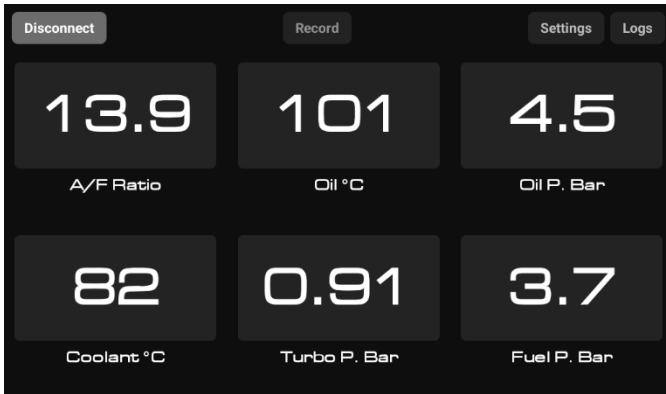 Disconnect Record Settings Logs
13.9 101 4.5
A/F Ratio Oil °C Oil P. Bar
82 0.91 3.7
Coolant °C Turbo P. Bar Fuel P. Bar